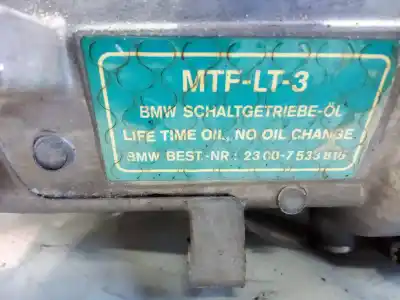 MTF-LT-3
BMW SCHALTGETRIEBE-ÖL
LIFE TIME OIL, NO OIL CHANGE
BMW BEST.-NR.: 23 00-7 533 818